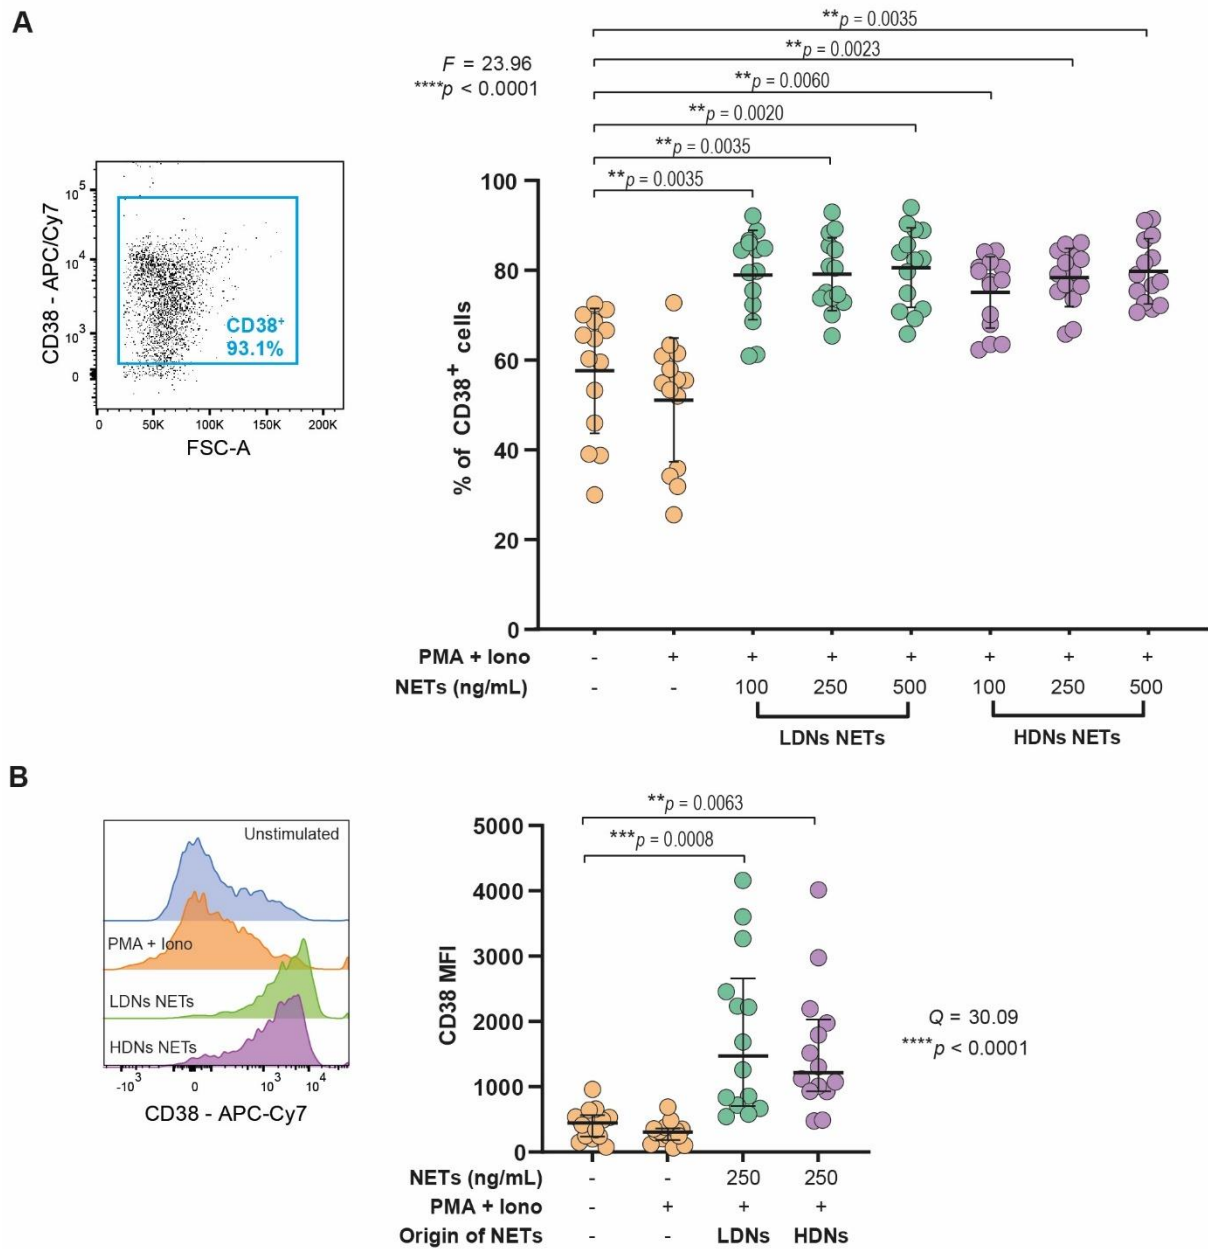 A
F = 23.96
****p < 0.0001
**p = 0.0035
**p = 0.0023
**p = 0.0060
**p = 0.0020
**p = 0.0035
**p = 0.0035
CD38 - APC/Cy7
10⁵
10⁴
10³
0
CD38⁺
93.1%
0 50K 100K 150K 200K
FSC-A
% of CD38⁺ cells
100
80
60
40
20
0
PMA + Iono - + + + + + + +
NETs (ng/mL) - - 100 250 500 100 250 500
LDNs NETs HDNs NETs
B
Unstimulated
PMA + Iono
LDNs NETs
HDNs NETs
-10³ 0 10³ 10⁴
CD38 - APC-Cy7
**p = 0.0063
***p = 0.0008
CD38 MFI
5000
4000
3000
2000
1000
0
Q = 30.09
****p < 0.0001
NETs (ng/mL) - - 250 250
PMA + Iono - + + +
Origin of NETs - - LDNs HDNs